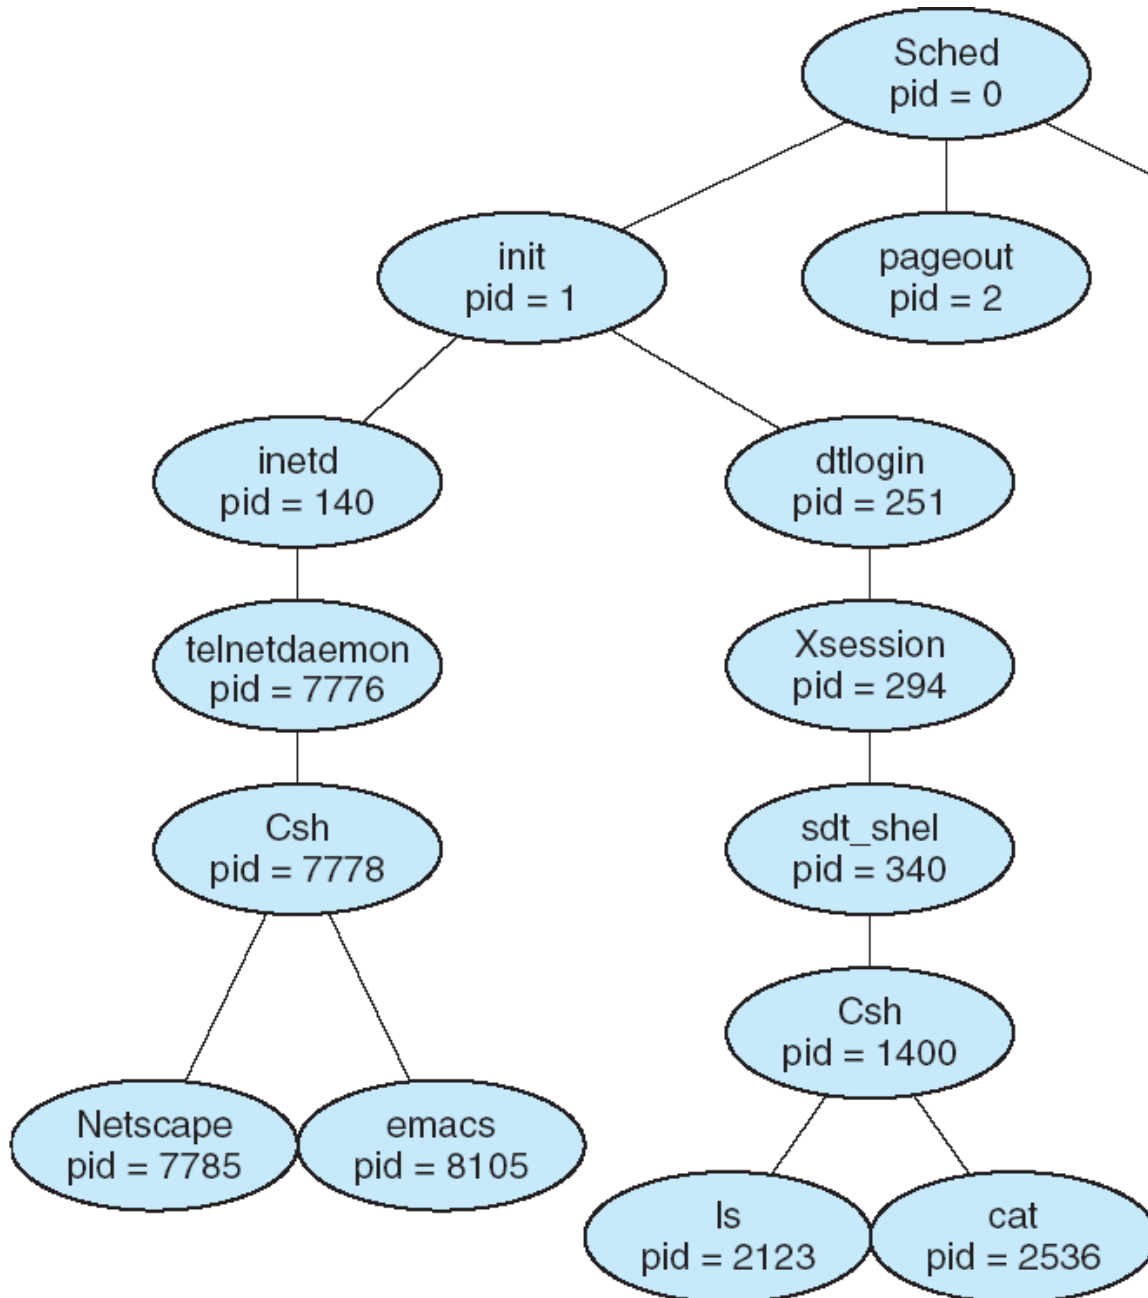 Sched
pid = 0
init
pid = 1
pageout
pid = 2
inetd
pid = 140
dtlogin
pid = 251
telnetdaemon
pid = 7776
Xsession
pid = 294
Csh
pid = 7778
sdt_shel
pid = 340
Csh
pid = 1400
Netscape
pid = 7785
emacs
pid = 8105
ls
pid = 2123
cat
pid = 2536